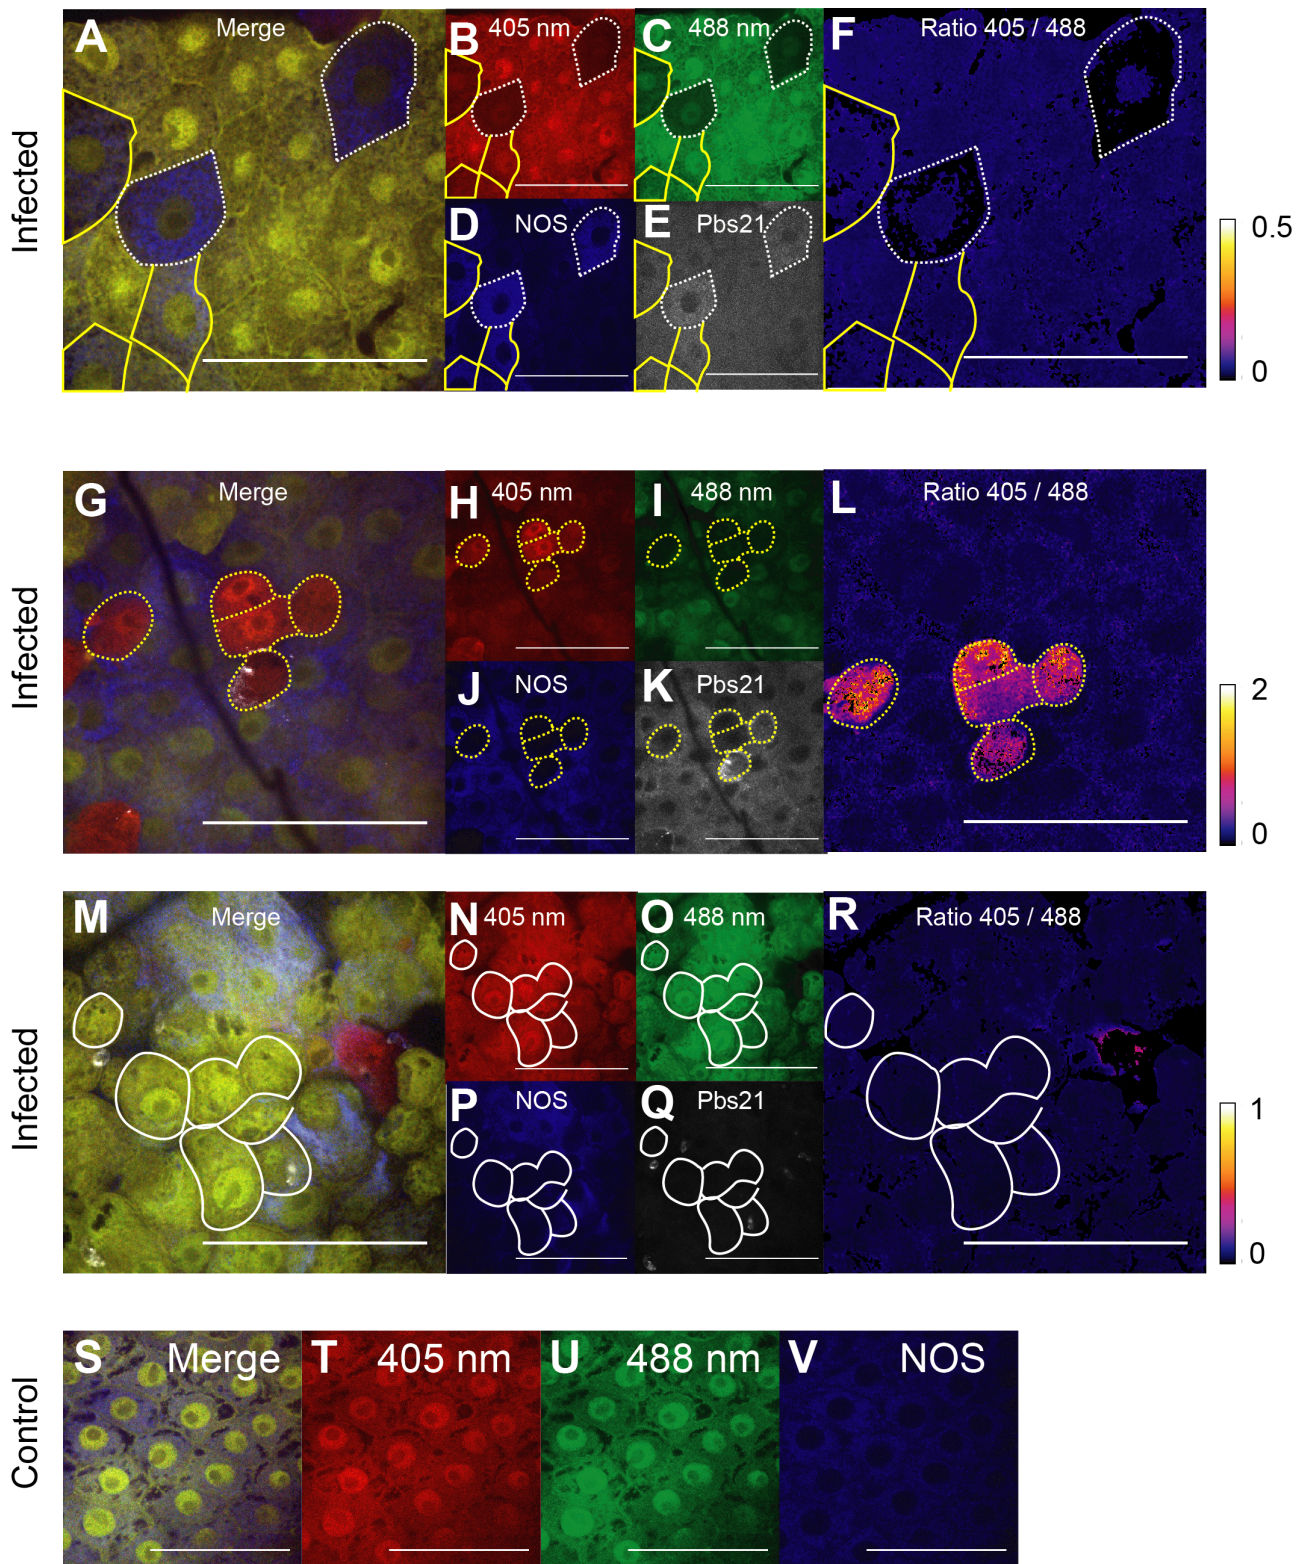 Infected
A Merge
B 405 nm
C 488 nm
F Ratio 405 / 488
D NOS
E Pbs21
0.5
0
Infected
G Merge
H 405 nm
I 488 nm
L Ratio 405 / 488
J NOS
K Pbs21
2
0
Infected
M Merge
N 405 nm
O 488 nm
R Ratio 405 / 488
P NOS
Q Pbs21
1
0
Control
S Merge
T 405 nm
U 488 nm
V NOS